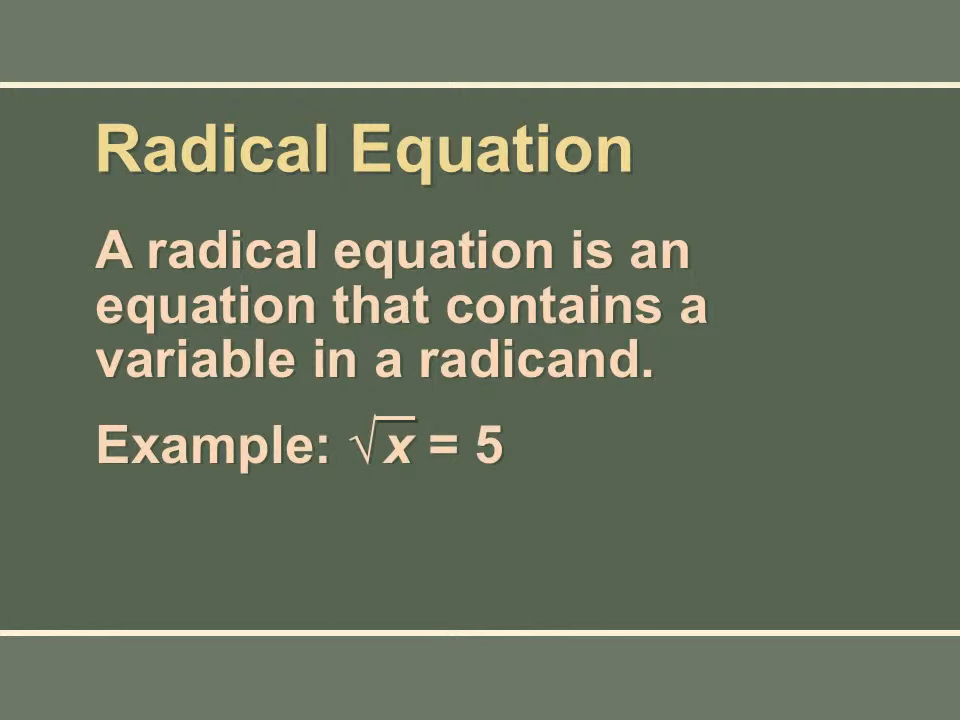 Radical Equation
A radical equation is an
equation that contains a
variable in a radicand.
Example: √x = 5